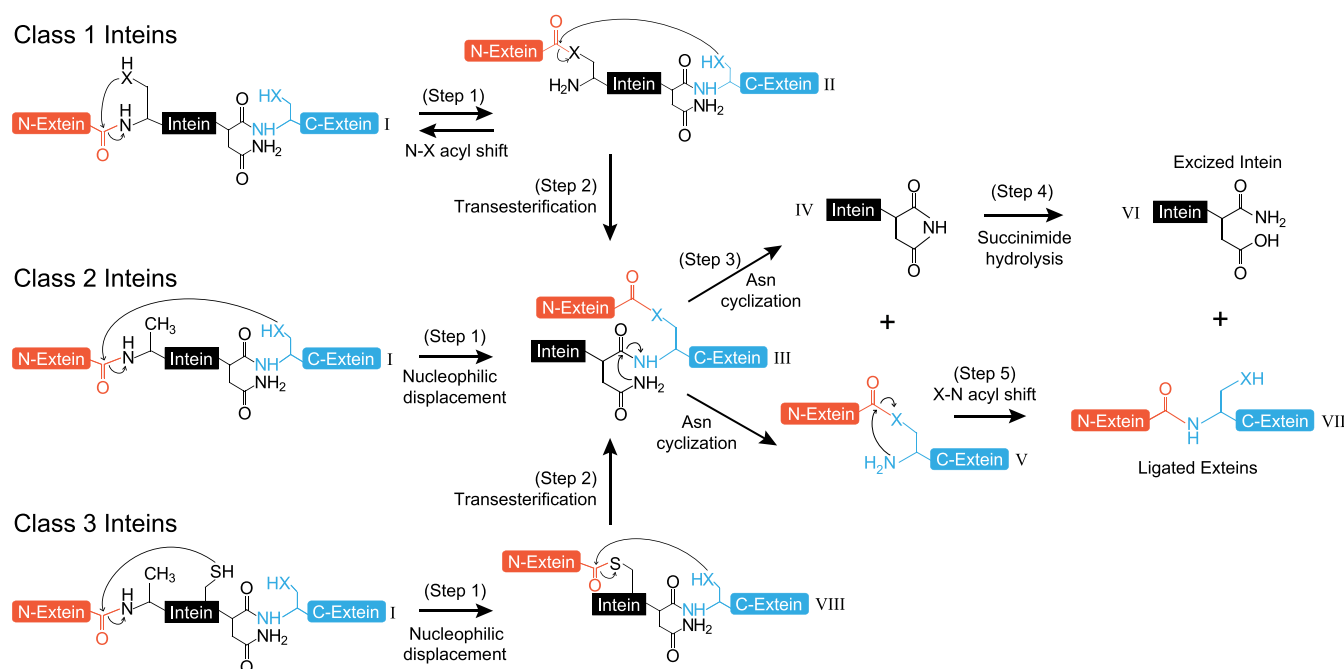 Class 1 Inteins
H
X
N-Extein
H
N
O
Intein
O
NH
NH2
O
HX
C-Extein
I
(Step 1)
N-X acyl shift
O
N-Extein
X
H2N
Intein
O
NH
NH2
O
HX
C-Extein
II
(Step 2)
Transesterification
Class 2 Inteins
CH3
N-Extein
H
N
O
Intein
O
NH
NH2
O
HX
C-Extein
I
(Step 1)
Nucleophilic
displacement
O
N-Extein
X
Intein
O
NH
NH2
O
C-Extein
III
(Step 3)
Asn
cyclization
Asn
cyclization
IV
Intein
O
NH
O
(Step 4)
Succinimide
hydrolysis
Excized Intein
VI
Intein
O
NH2
OH
O
+
+
O
N-Extein
X
H2N
C-Extein
V
(Step 5)
X-N acyl shift
O
N-Extein
N
H
XH
C-Extein
VII
Ligated Exteins
(Step 2)
Transesterification
Class 3 Inteins
CH3
SH
N-Extein
H
N
O
Intein
O
NH
NH2
O
HX
C-Extein
I
(Step 1)
Nucleophilic
displacement
N-Extein
O
S
Intein
O
NH
NH2
O
HX
C-Extein
VIII